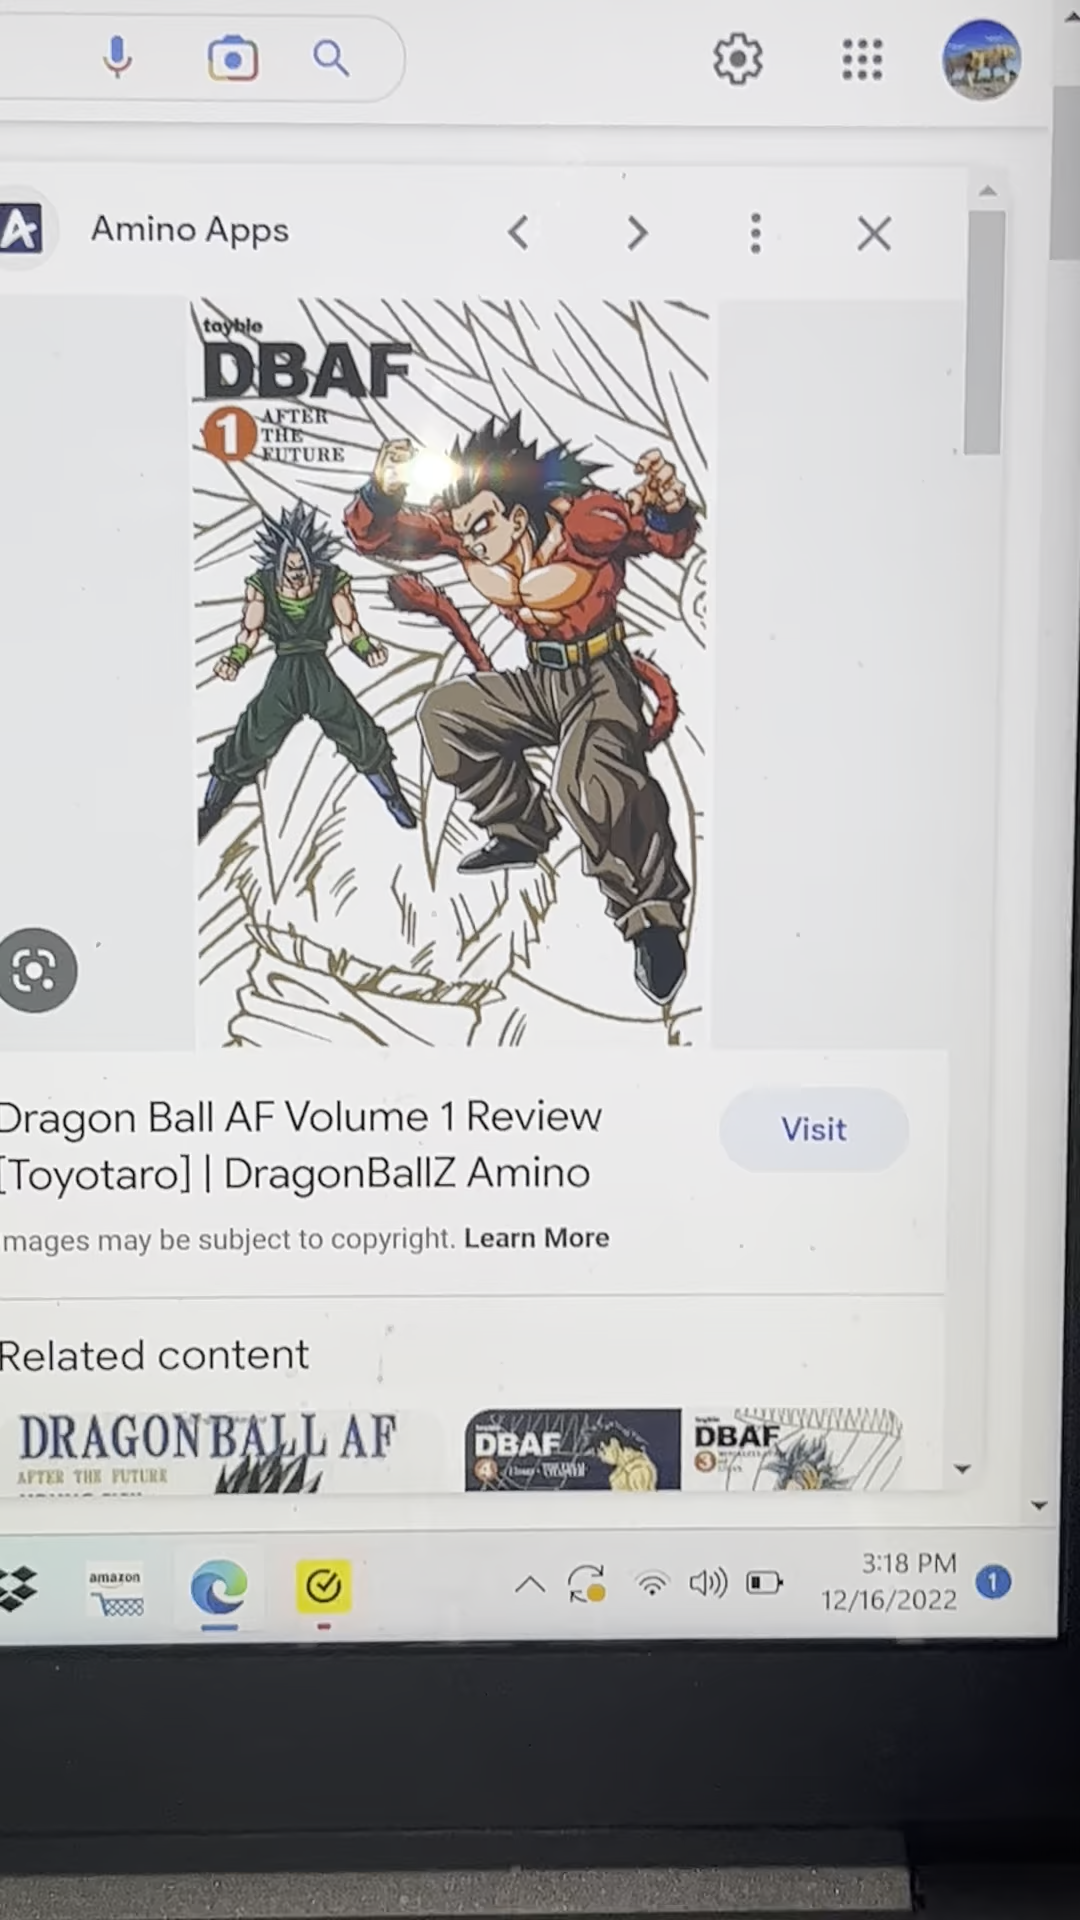 Amino Apps
toyble
DBAF
1 AFTER
THE
FUTURE
Dragon Ball AF Volume 1 Review
[Toyotaro] | DragonBallZ Amino
Visit
mages may be subject to copyright. Learn More
Related content
DRAGONBALL AF
AFTER THE FUTURE
DBAF
4
DBAF
3
amazon
3:18 PM
12/16/2022
1